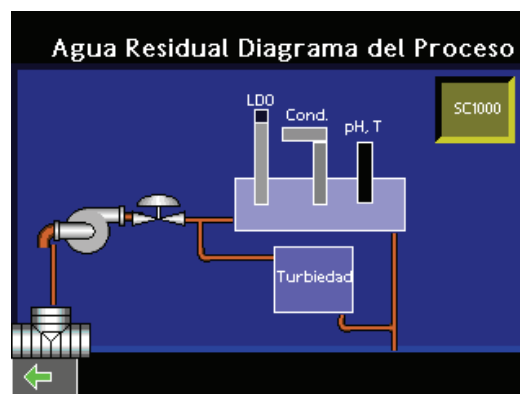 Agua Residual Diagrama del Proceso
LDO
Cond.
pH, T
SC1000
Turbiedad